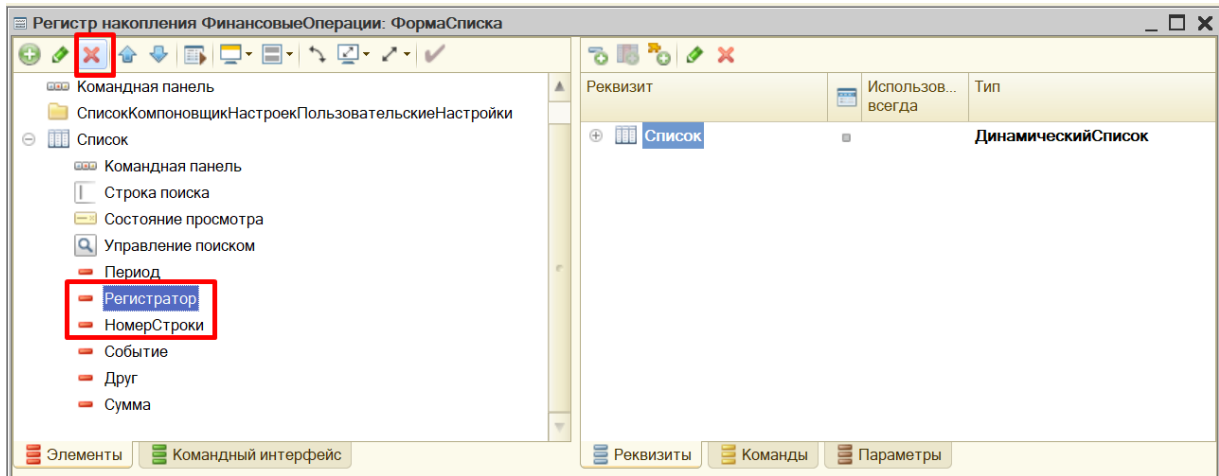 Регистр накопления ФинансовыеОперации: ФормаСписка
Командная панель
СписокКомпоновщикНастроекПользовательскиеНастройки
Список
Командная панель
Строка поиска
Состояние просмотра
Управление поиском
Период
Регистратор
НомерСтроки
Событие
Друг
Сумма
Элементы
Командный интерфейс
Реквизит
Использов...
всегда
Тип
Список
ДинамическийСписок
Реквизиты
Команды
Параметры